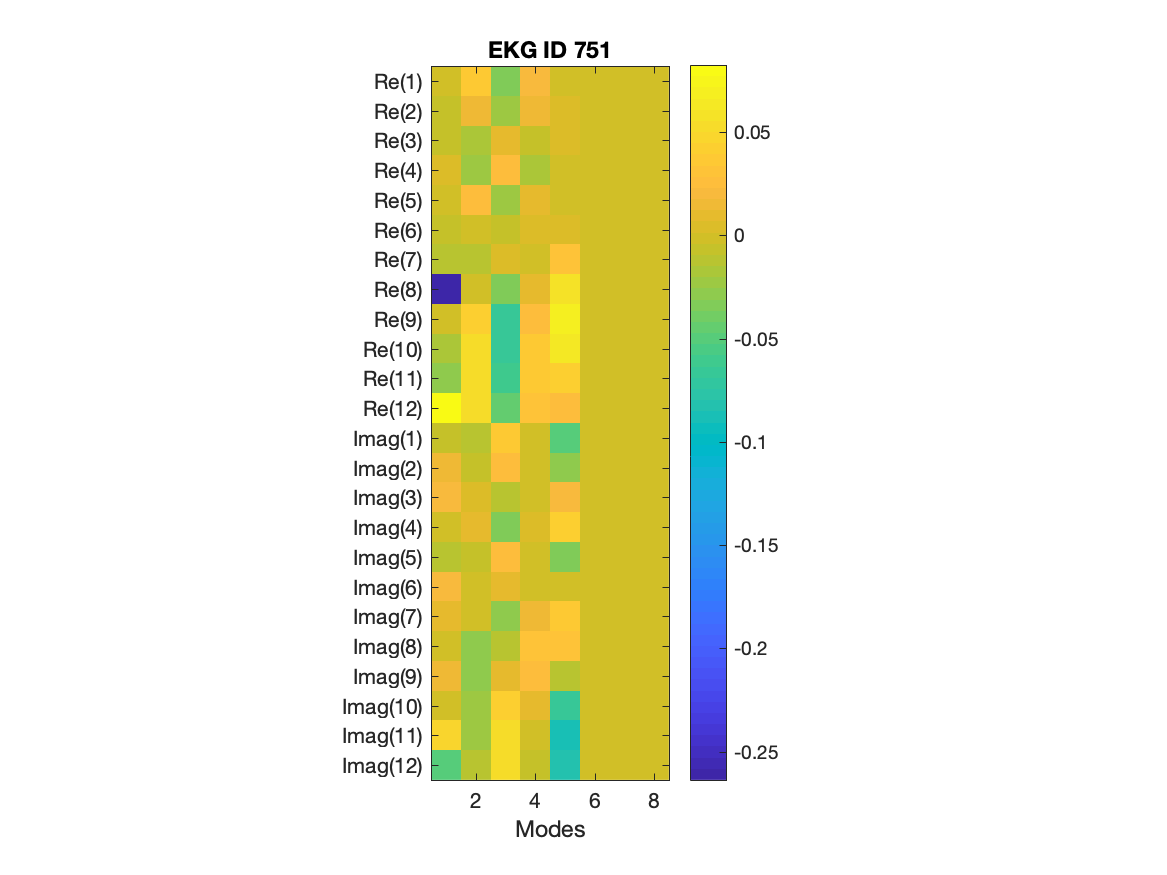 EKG ID 751
Re(1)
Re(2)
Re(3)
Re(4)
Re(5)
Re(6)
Re(7)
Re(8)
Re(9)
Re(10)
Re(11)
Re(12)
Imag(1)
Imag(2)
Imag(3)
Imag(4)
Imag(5)
Imag(6)
Imag(7)
Imag(8)
Imag(9)
Imag(10)
Imag(11)
Imag(12)
2 4 6 8
Modes
0.05
0
-0.05
-0.1
-0.15
-0.2
-0.25